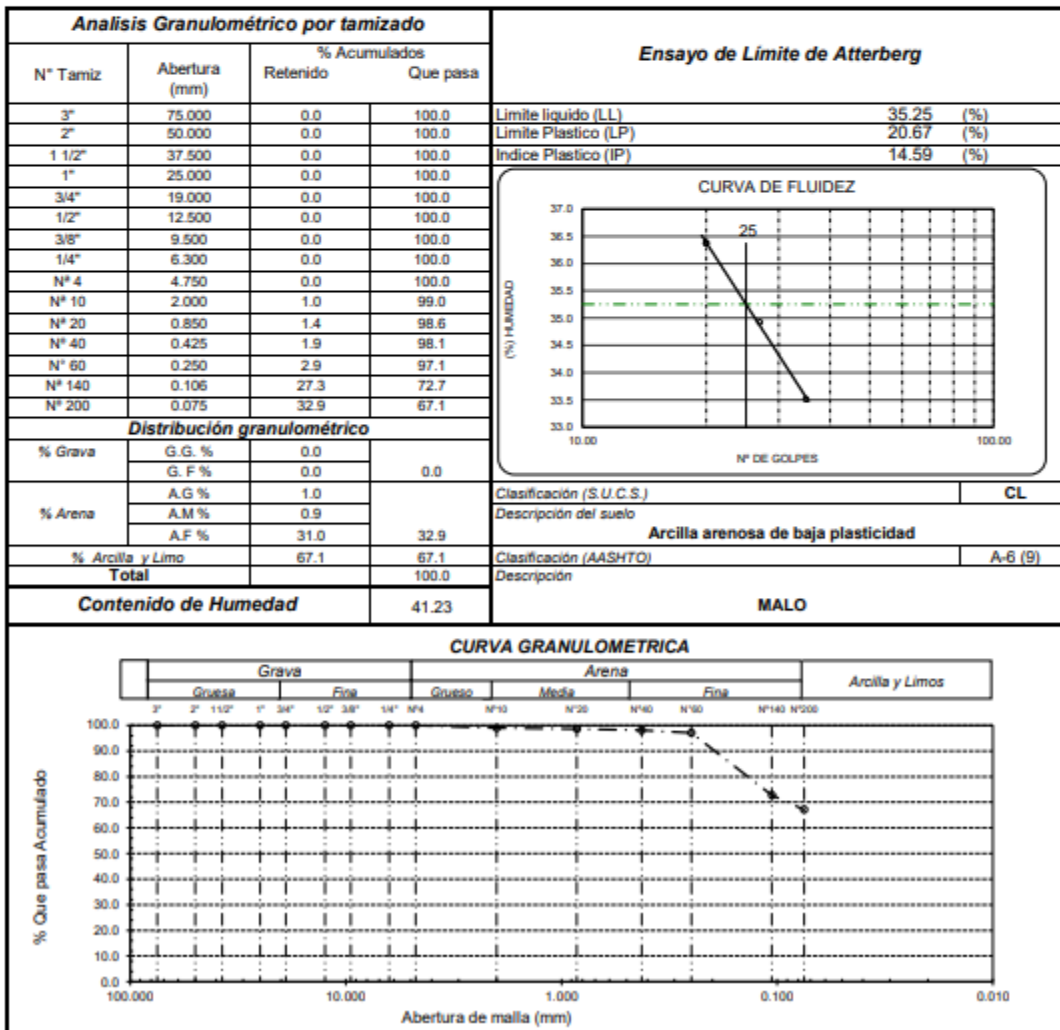 Analisis Granulométrico por tamizado
N° Tamiz Abertura (mm) % Acumulados Retenido Que pasa
3" 75.000 0.0 100.0
2" 50.000 0.0 100.0
1 1/2" 37.500 0.0 100.0
1" 25.000 0.0 100.0
3/4" 19.000 0.0 100.0
1/2" 12.500 0.0 100.0
3/8" 9.500 0.0 100.0
1/4" 6.300 0.0 100.0
Nª 4 4.750 0.0 100.0
Nª 10 2.000 1.0 99.0
Nª 20 0.850 1.4 98.6
Nª 40 0.425 1.9 98.1
N° 60 0.250 2.9 97.1
Nª 140 0.106 27.3 72.7
Nª 200 0.075 32.9 67.1
Distribución granulométrico
% Grava G.G. % 0.0
G. F % 0.0 0.0
A.G % 1.0
% Arena A.M % 0.9
A.F % 31.0 32.9
% Arcilla y Limo 67.1 67.1
Total 100.0
Contenido de Humedad 41.23
Ensayo de Límite de Atterberg
Limite liquido (LL) 35.25 (%)
Limite Plastico (LP) 20.67 (%)
Indice Plastico (IP) 14.59 (%)
CURVA DE FLUIDEZ
25
37.0
36.5
36.0
35.5
35.0
34.5
34.0
33.5
33.0
(%) HUMEDAD
10.00 100.00
Nº DE GOLPES
Clasificación (S.U.C.S.) CL
Descripción del suelo
Arcilla arenosa de baja plasticidad
Clasificación (AASHTO) A-6 (9)
Descripción
MALO
CURVA GRANULOMETRICA
Grava Arena Arcilla y Limos
Gruesa Fina Grueso Media Fina
3" 2" 11/2" 1" 3/4" 1/2" 3/8" 1/4" N°4 N°10 N°20 N°40 N°60 N°140 N°200
100.0
90.0
80.0
70.0
60.0
50.0
40.0
30.0
20.0
10.0
0.0
% Que pasa Acumulado
100.000 10.000 1.000 0.100 0.010
Abertura de malla (mm)